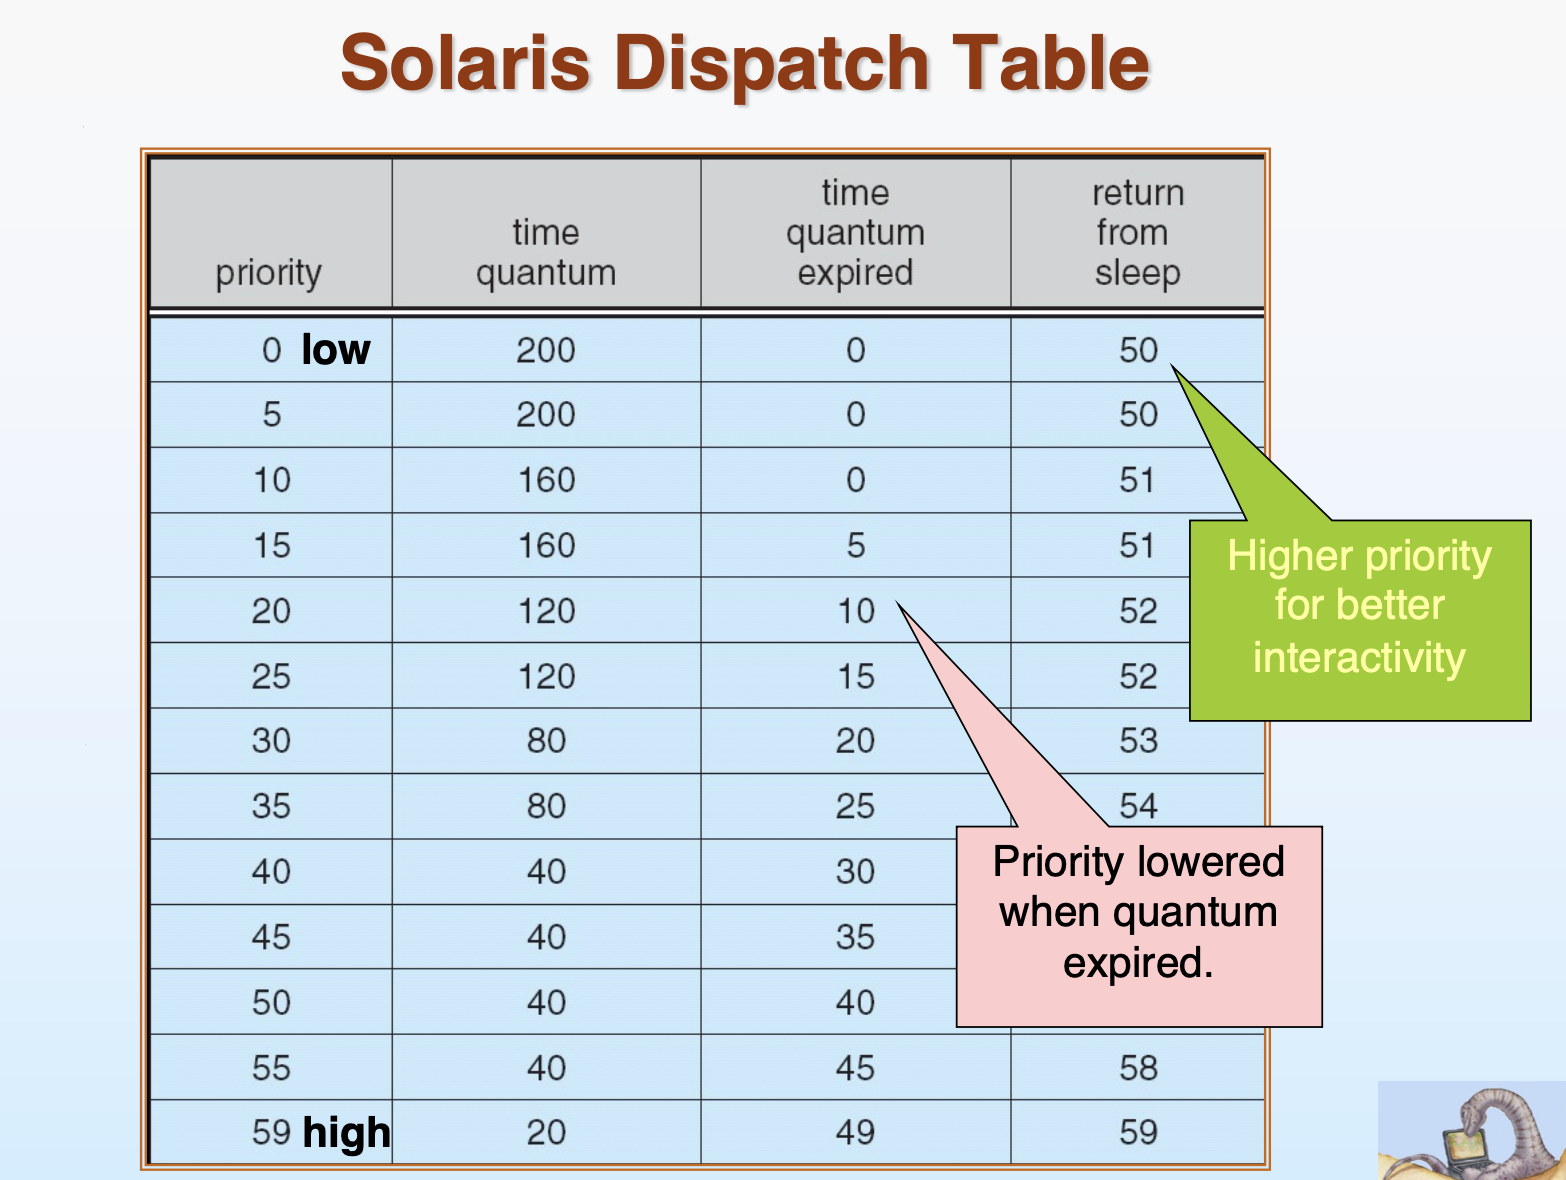 Solaris Dispatch Table
priority
time
quantum
time
quantum
expired
return
from
sleep
0 low 200 0 50
5 200 0 50
10 160 0 51
15 160 5 51
20 120 10 52
25 120 15 52
30 80 20 53
35 80 25 54
40 40 30
45 40 35
50 40 40
55 40 45 58
59 high 20 49 59
Higher priority
for better
interactivity
Priority lowered
when quantum
expired.